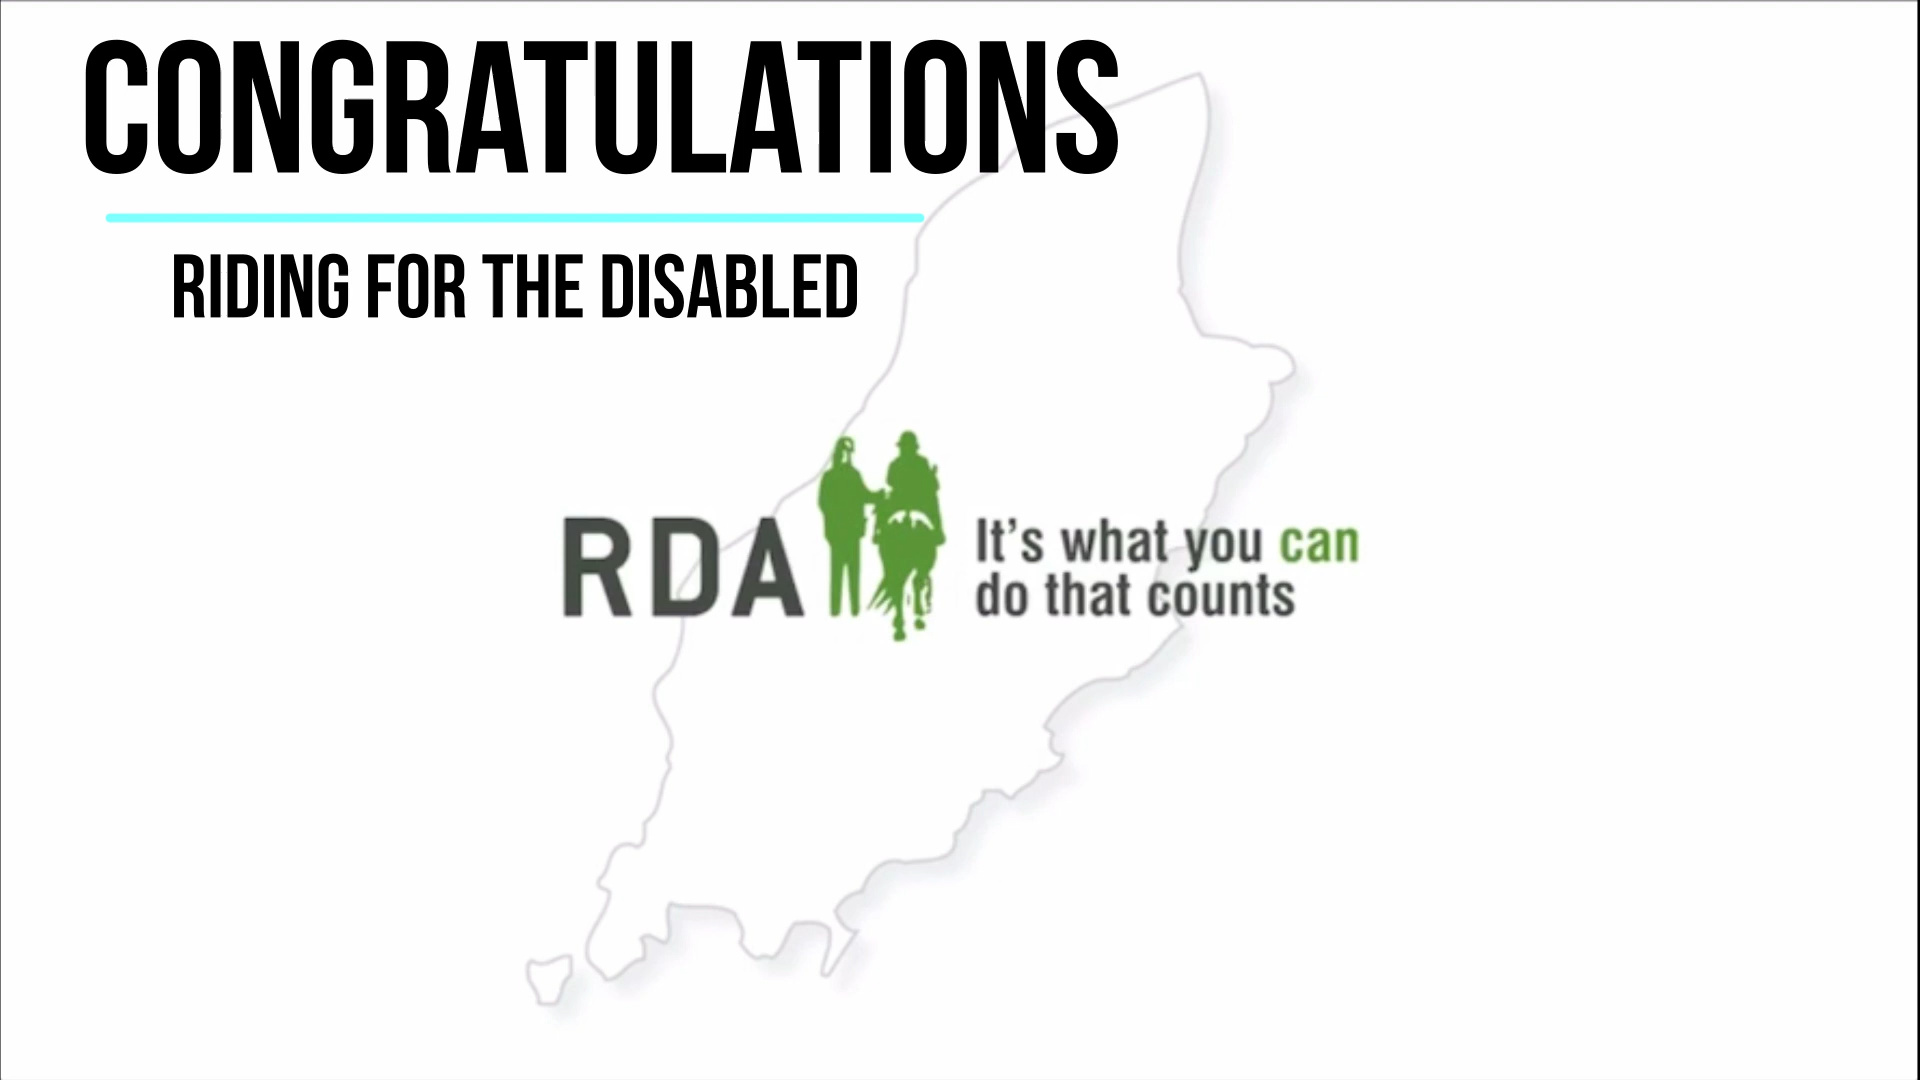 CONGRATULATIONS
RIDING FOR THE DISABLED
RDA
It's what you can
do that counts